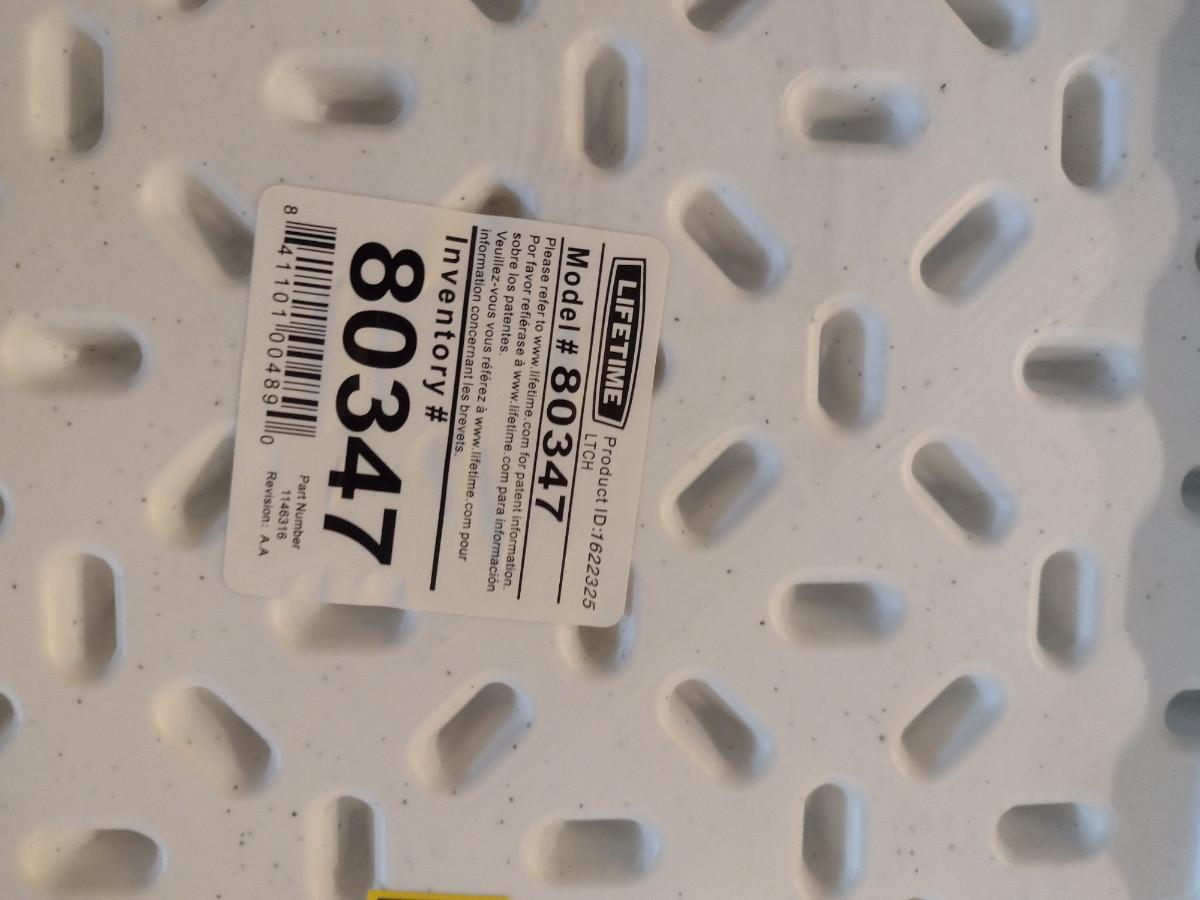 LIFETIME
Product ID:1622325
LTCH
Model # 80347
Please refer to www.lifetime.com for patent information.
Por favor refiérase à www.lifetime.com para información
sobre los patentes.
Veuillez-vous vous référez à www.lifetime.com pour
information concernant les brevets.
Inventory #
80347
8 41101 00489 0
Part Number
1146316
Revision: A.A